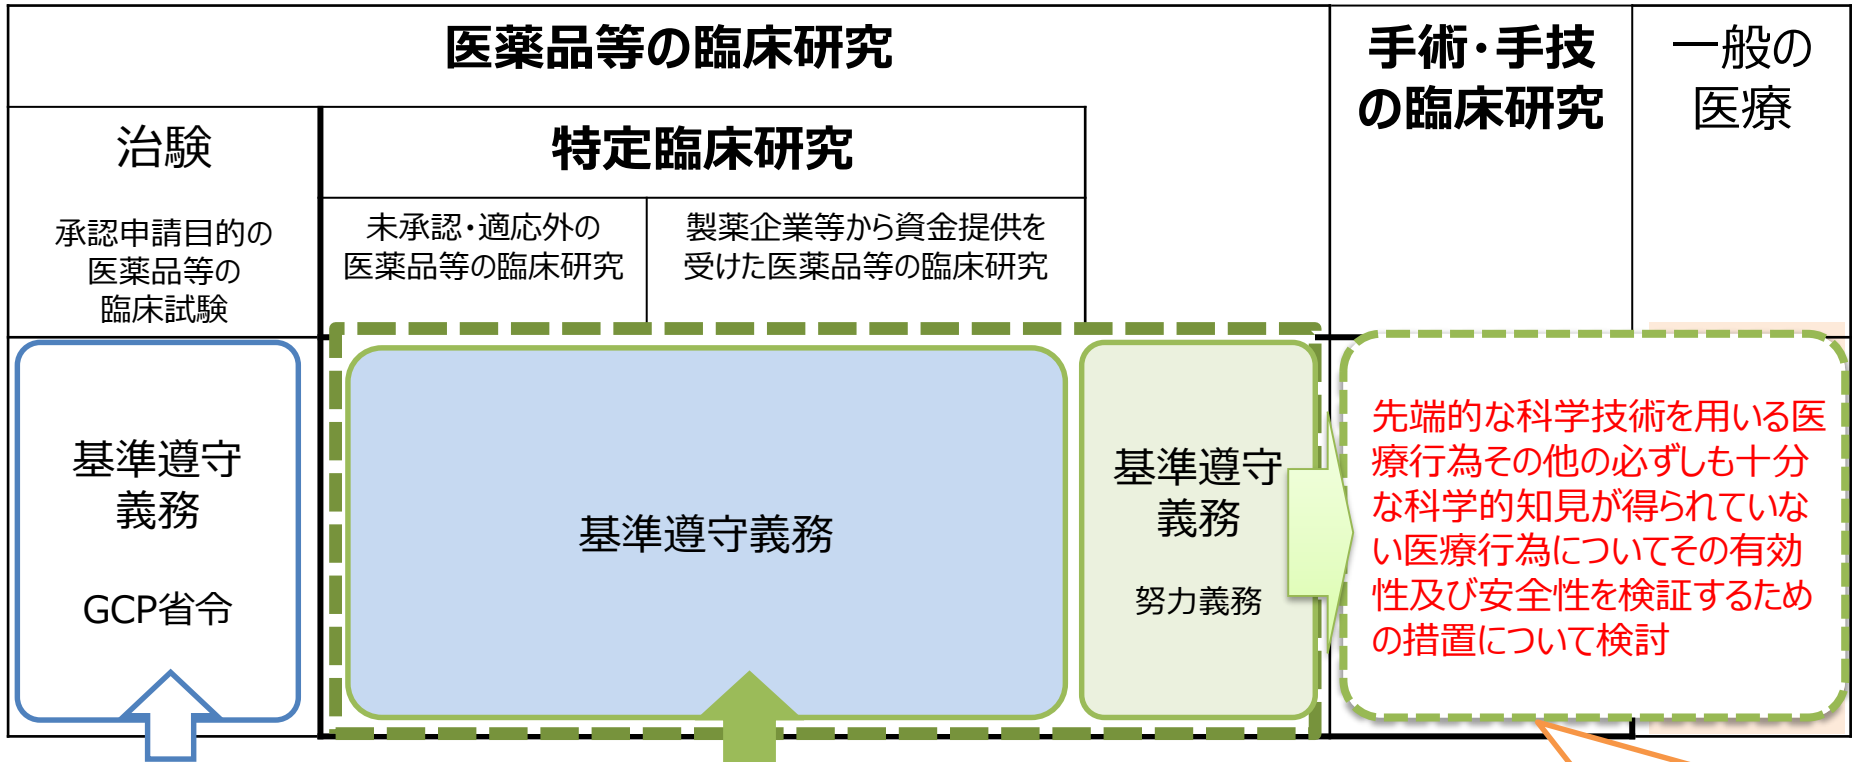 医薬品等の臨床研究
手術・手技
の臨床研究
一般の
医療
治験
承認申請目的の
医薬品等の
臨床試験
特定臨床研究
未承認・適応外の
医薬品等の臨床研究
製薬企業等から資金提供を
受けた医薬品等の臨床研究
基準遵守
義務
GCP省令
基準遵守義務
基準遵守
義務
努力義務
先端的な科学技術を用いる医
療行為その他の必ずしも十分
な科学的知見が得られていな
い医療行為についてその有効
性及び安全性を検証するため
の措置について検討